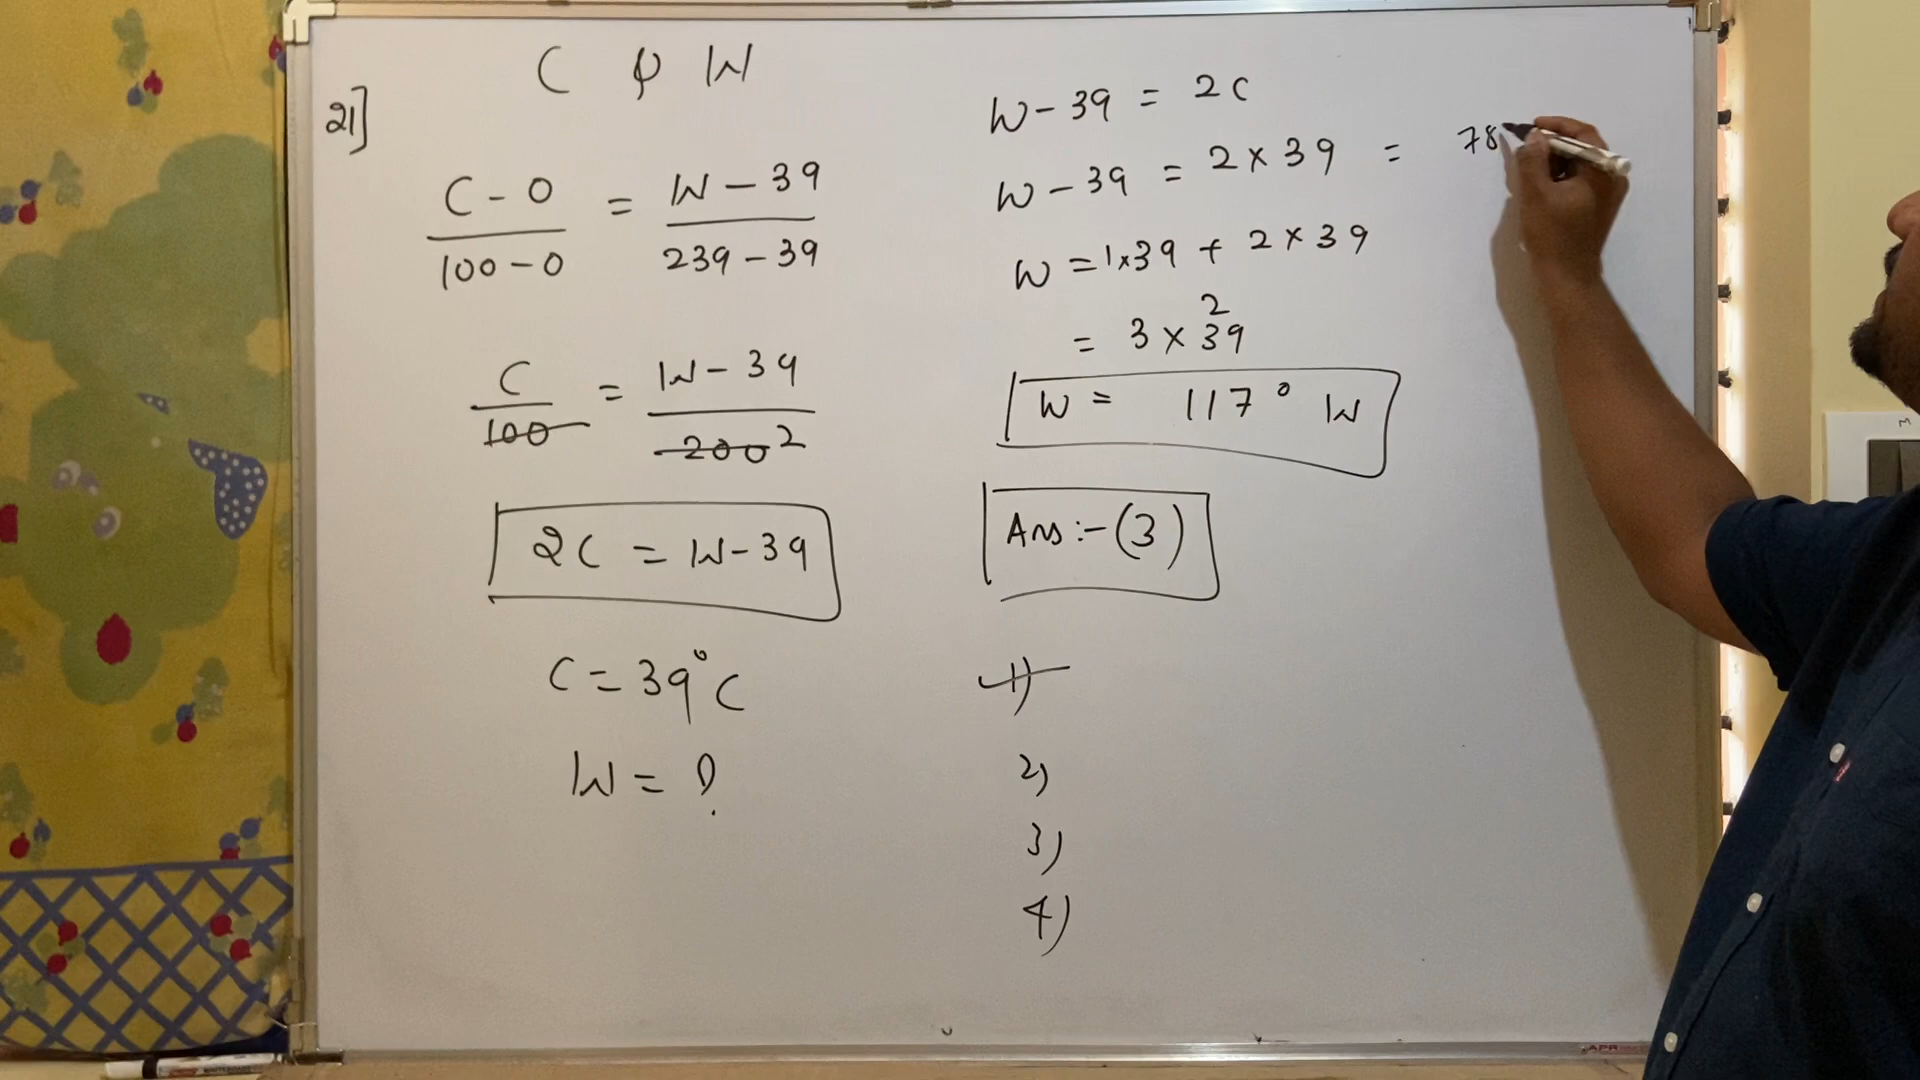 C & W
21]
C - 0 = W - 39
100 - 0 239 - 39
C = W - 39
100 200 2
2C = W - 39
C = 39°C
W = ?
W - 39 = 2C
W - 39 = 2 × 39 = 78
W = 1×39 + 2 × 39
2
= 3 × 39
W = 117° W
Ans :- (3)
1)
2)
3)
4)